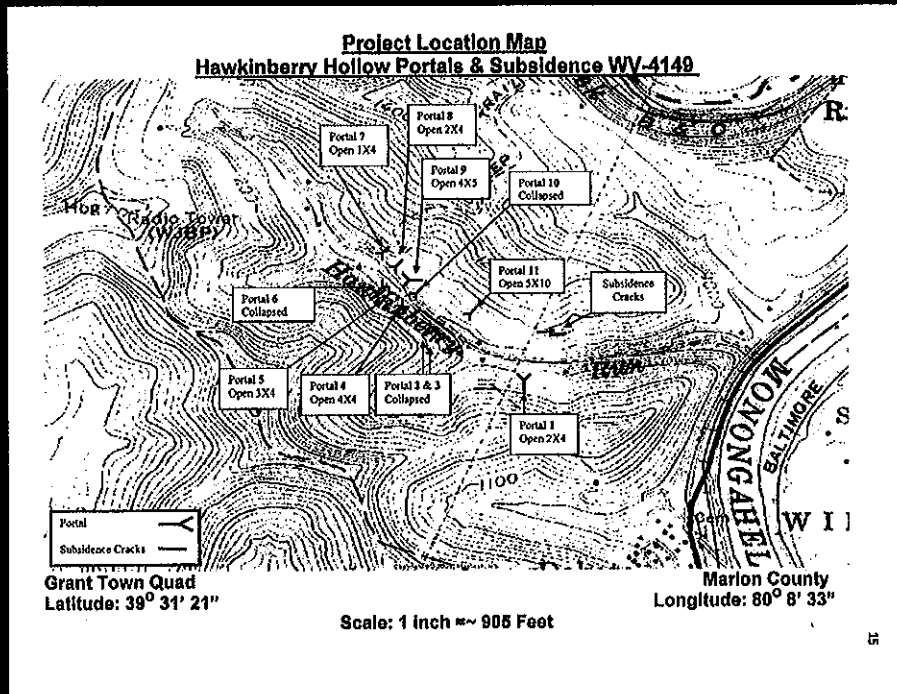 Project Location Map
Hawkinberry Hollow Portals & Subsidence WV-4149
Portal 8
Open 2X4
Portal 7
Open 1X4
Portal 9
Open 4X5
Portal 10
Collapsed
TRAIL
B & O
R
Hog
Radio Tower
(WJBP)
Portal 11
Open 5X10
Subsidence
Cracks
Portal 6
Collapsed
Run
Portal 5
Open 3X4
Portal 4
Open 4X4
Portal 2 & 3
Collapsed
Portal 1
Open 2X4
MONONGAHEL
BALTIMORE
S
1100
Cem
W I
Portal
Subsidence Cracks
Grant Town Quad
Latitude: 39° 31' 21"
Marion County
Longitude: 80° 8' 33"
Scale: 1 inch =~ 905 Feet
15